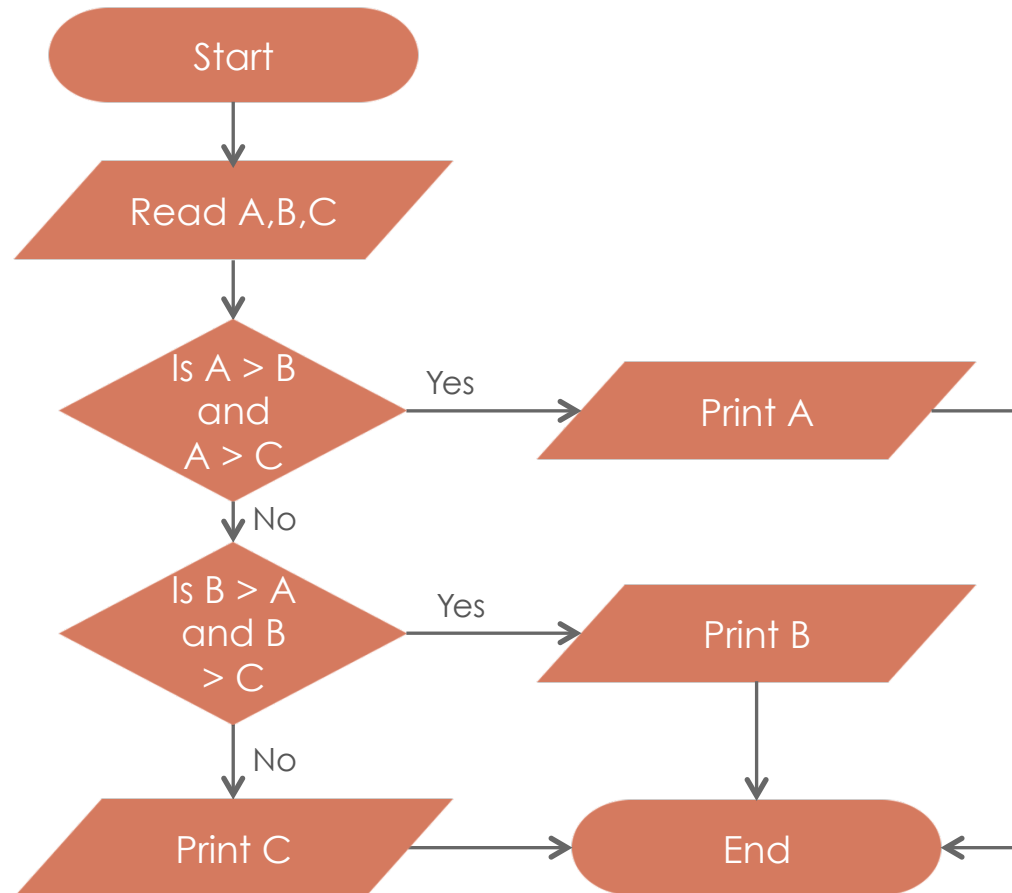 Start
Read A,B,C
Is A > B
and
A > C
Yes
Print A
No
Is B > A
and B
> C
Yes
Print B
No
Print C
End